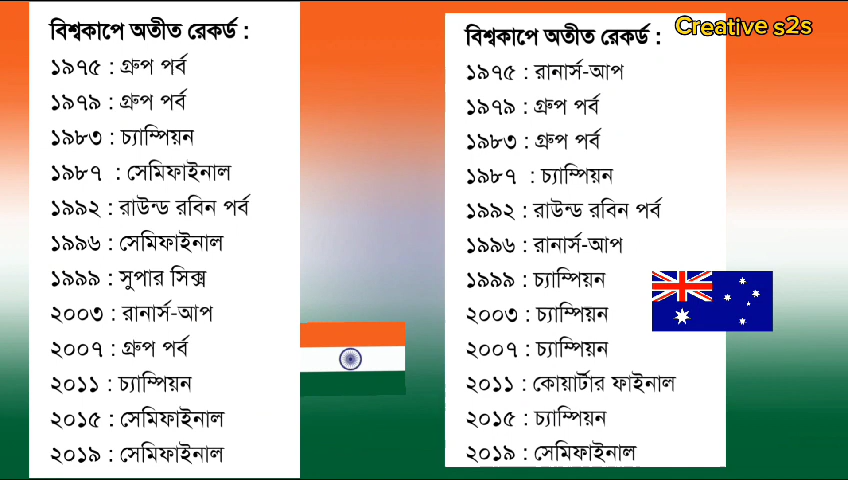 বিশ্বকাপে অতীত রেকর্ড :
১৯৭৫ : গ্রুপ পর্ব
১৯৭৯ : গ্রুপ পর্ব
১৯৮৩ : চ্যাম্পিয়ন
১৯৮৭ : সেমিফাইনাল
১৯৯২ : রাউন্ড রবিন পর্ব
১৯৯৬ : সেমিফাইনাল
১৯৯৯ : সুপার সিক্স
২০০৩ : রানার্স-আপ
২০০৭ : গ্রুপ পর্ব
২০১১ : চ্যাম্পিয়ন
২০১৫ : সেমিফাইনাল
২০১৯ : সেমিফাইনাল
Creative s2s
বিশ্বকাপে অতীত রেকর্ড :
১৯৭৫ : রানার্স-আপ
১৯৭৯ : গ্রুপ পর্ব
১৯৮৩ : গ্রুপ পর্ব
১৯৮৭ : চ্যাম্পিয়ন
১৯৯২ : রাউন্ড রবিন পর্ব
১৯৯৬ : রানার্স-আপ
১৯৯৯ : চ্যাম্পিয়ন
২০০৩ : চ্যাম্পিয়ন
২০০৭ : চ্যাম্পিয়ন
২০১১ : কোয়ার্টার ফাইনাল
২০১৫ : চ্যাম্পিয়ন
২০১৯ : সেমিফাইনাল